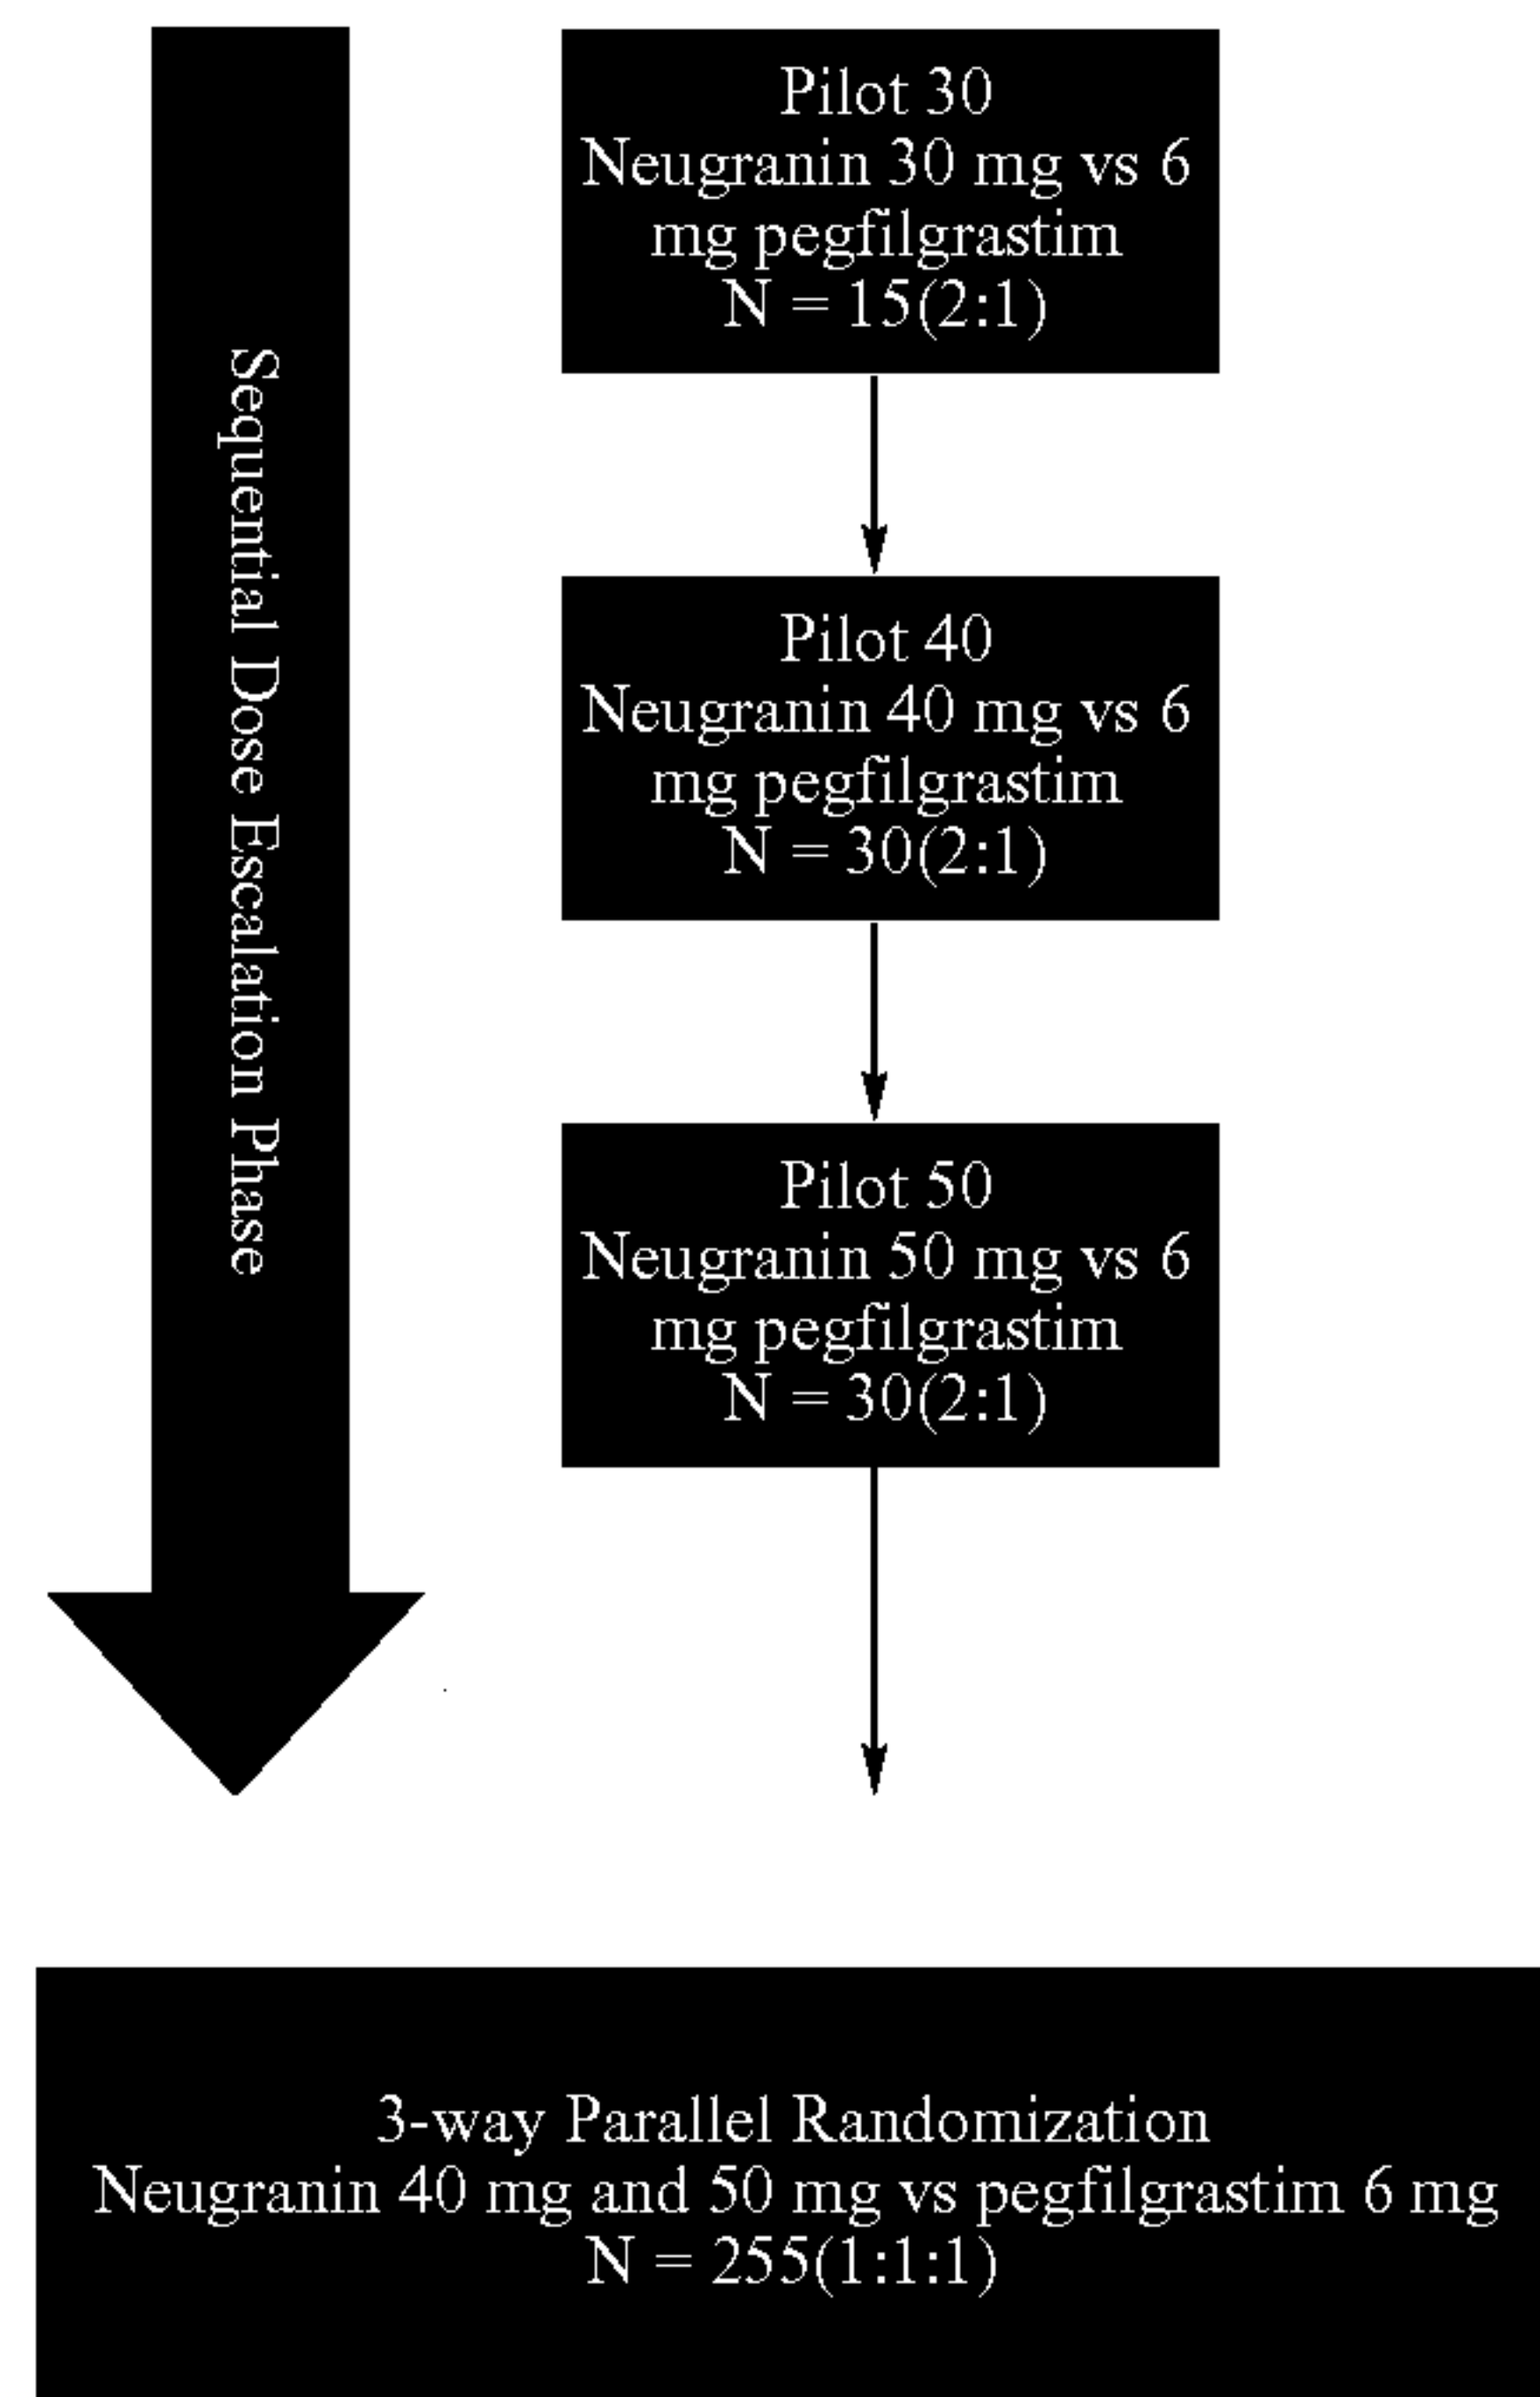 Sequential Dose Escalation Phase
Pilot 30
Neugranin 30 mg vs 6
mg pegfilgrastim
N = 15(2:1)
Pilot 40
Neugranin 40 mg vs 6
mg pegfilgrastim
N = 30(2:1)
Pilot 50
Neugranin 50 mg vs 6
mg pegfilgrastim
N = 30(2:1)
3-way Parallel Randomization
Neugranin 40 mg and 50 mg vs pegfilgrastim 6 mg
N = 255(1:1:1)